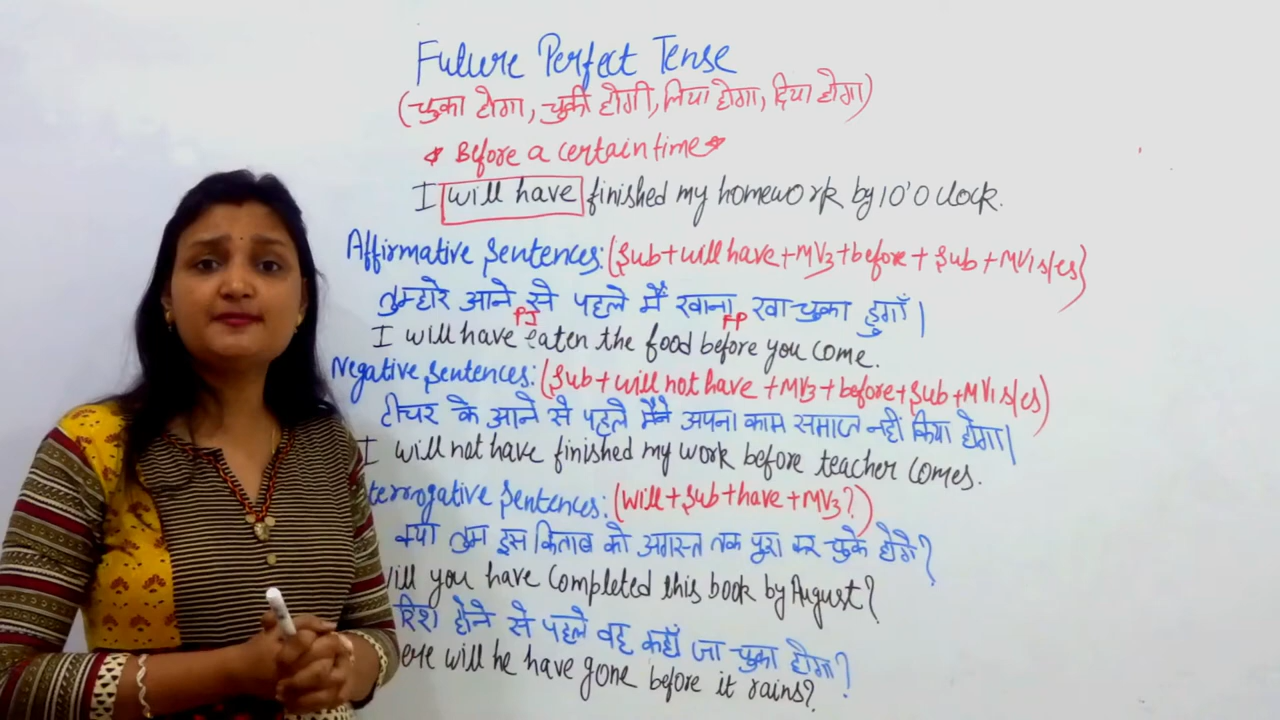 Future Perfect Tense
(चुका होगा, चुकी होगी, लिया होगा, दिया होगा)
Before a certain time
I will have finished my homework by 10'0 clock.
Affirmative Sentences: (Sub + will have + MV3 + before + Sub + MV1 s/es)
तुम्हारे आने से पहले मैं खाना खा चुका हुगाँ।
PI FP
I will have eaten the food before you come.
Negative Sentences: (Sub + will not have + MV3 + before + Sub + MV1 s/es)
टीचर के आने से पहले मैंने अपना काम समाप्त नहीं किया होगा।
I will not have finished my work before teacher comes.
terrogative Sentences: (Will + Sub + have + MV3?)
क्या तुम इस किताब को अगस्त तक पुरा कर चुके होगे?
ill you have completed this book by August?
रिश होने से पहले वह कहाँ जा चुका होगा?
ere will he have gone before it rains?